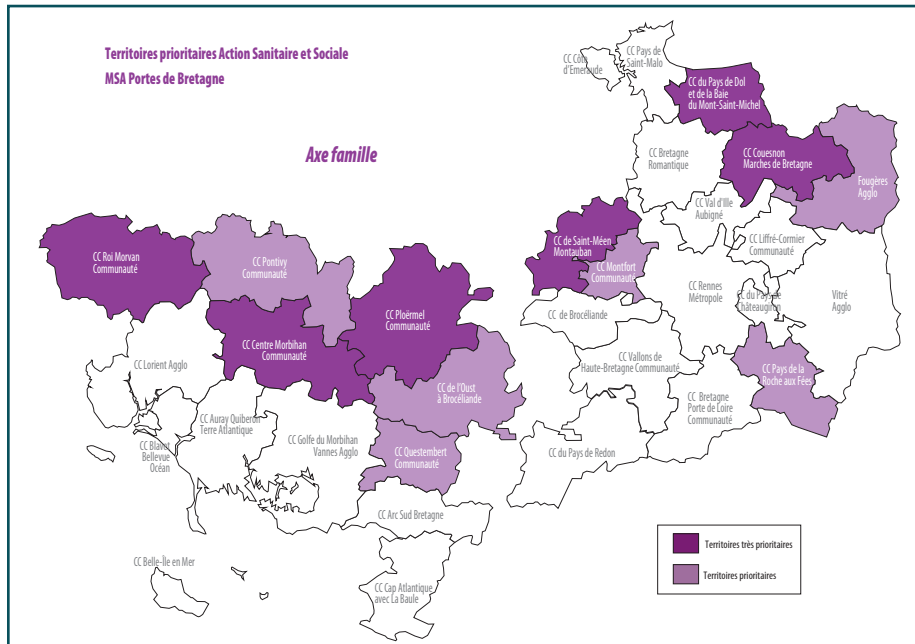 Territoires prioritaires Action Sanitaire et Sociale
MSA Portes de Bretagne
Axe famille
CC Côte
d'Emeraude
CC Pays de
Saint-Malo
CC du Pays de Dol
et de la Baie
du Mont-Saint-Michel
CC Bretagne
Romantique
CC Couesnon
Marches de Bretagne
Fougères
Agglo
CC Val d'Ille
Aubigné
CC Liffré-Cormier
Communauté
CC de Saint-Méen
Montauban
CC Montfort
Communauté
CC Rennes
Métropole
CC du Pays de
Châteaugiron
Vitré
Agglo
CC Roi Morvan
Communauté
CC Pontivy
Communauté
CC Ploërmel
Communauté
CC de Brocéliande
CC Centre Morbihan
Communauté
CC Vallons de
Haute-Bretagne Communauté
CC Pays de la
Roche aux Fées
CC Lorient Agglo
CC de l'Oust
à Brocéliande
CC Bretagne
Porte de Loire
Communauté
CC Auray Quiberon
Terre Atlantique
CC Golfe du Morbihan
Vannes Agglo
CC Blavet
Bellevue
Océan
CC Questembert
Communauté
CC du Pays de Redon
CC Arc Sud Bretagne
CC Belle-Île en Mer
CC Cap Atlantique
avec La Baule
Territoires très prioritaires
Territoires prioritaires